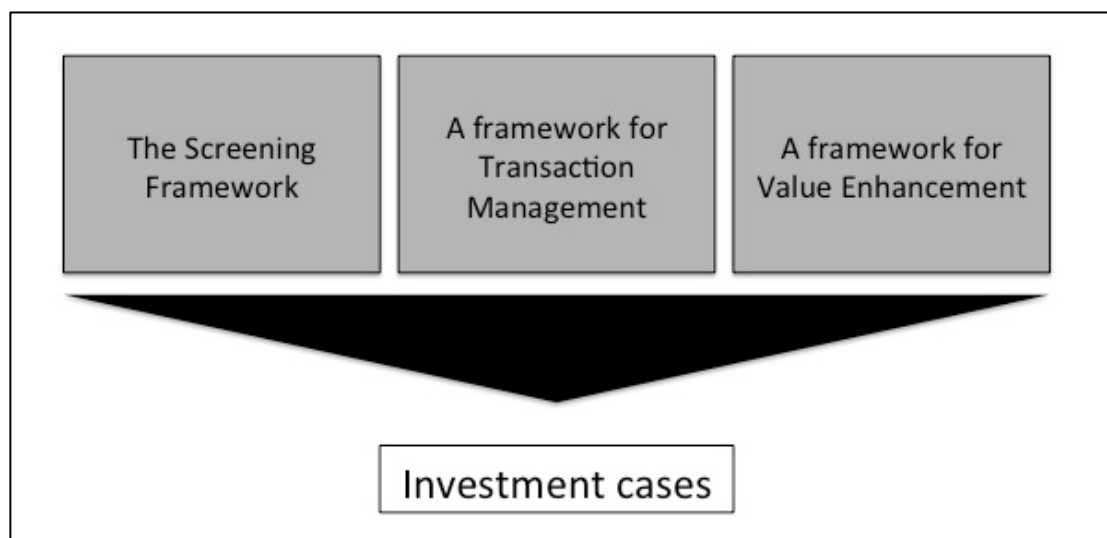 The Screening
Framework
A framework for
Transaction
Management
A framework for
Value Enhancement
Investment cases